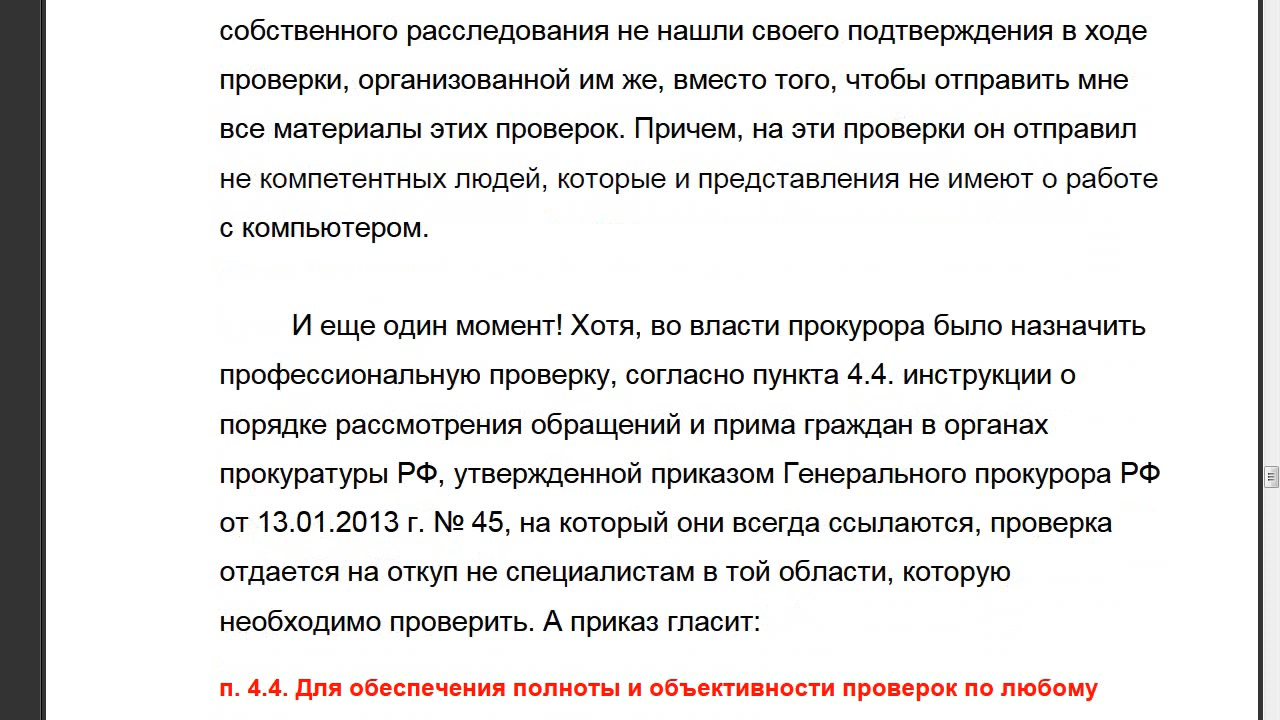 собственного расследования не нашли своего подтверждения в ходе
проверки, организованной им же, вместо того, чтобы отправить мне
все материалы этих проверок. Причем, на эти проверки он отправил
не компетентных людей, которые и представления не имеют о работе
с компьютером.
И еще один момент! Хотя, во власти прокурора было назначить
профессиональную проверку, согласно пункта 4.4. инструкции о
порядке рассмотрения обращений и прима граждан в органах
прокуратуры РФ, утвержденной приказом Генерального прокурора РФ
от 13.01.2013 г. № 45, на который они всегда ссылаются, проверка
отдается на откуп не специалистам в той области, которую
необходимо проверить. А приказ гласит:
п. 4.4. Для обеспечения полноты и объективности проверок по любому